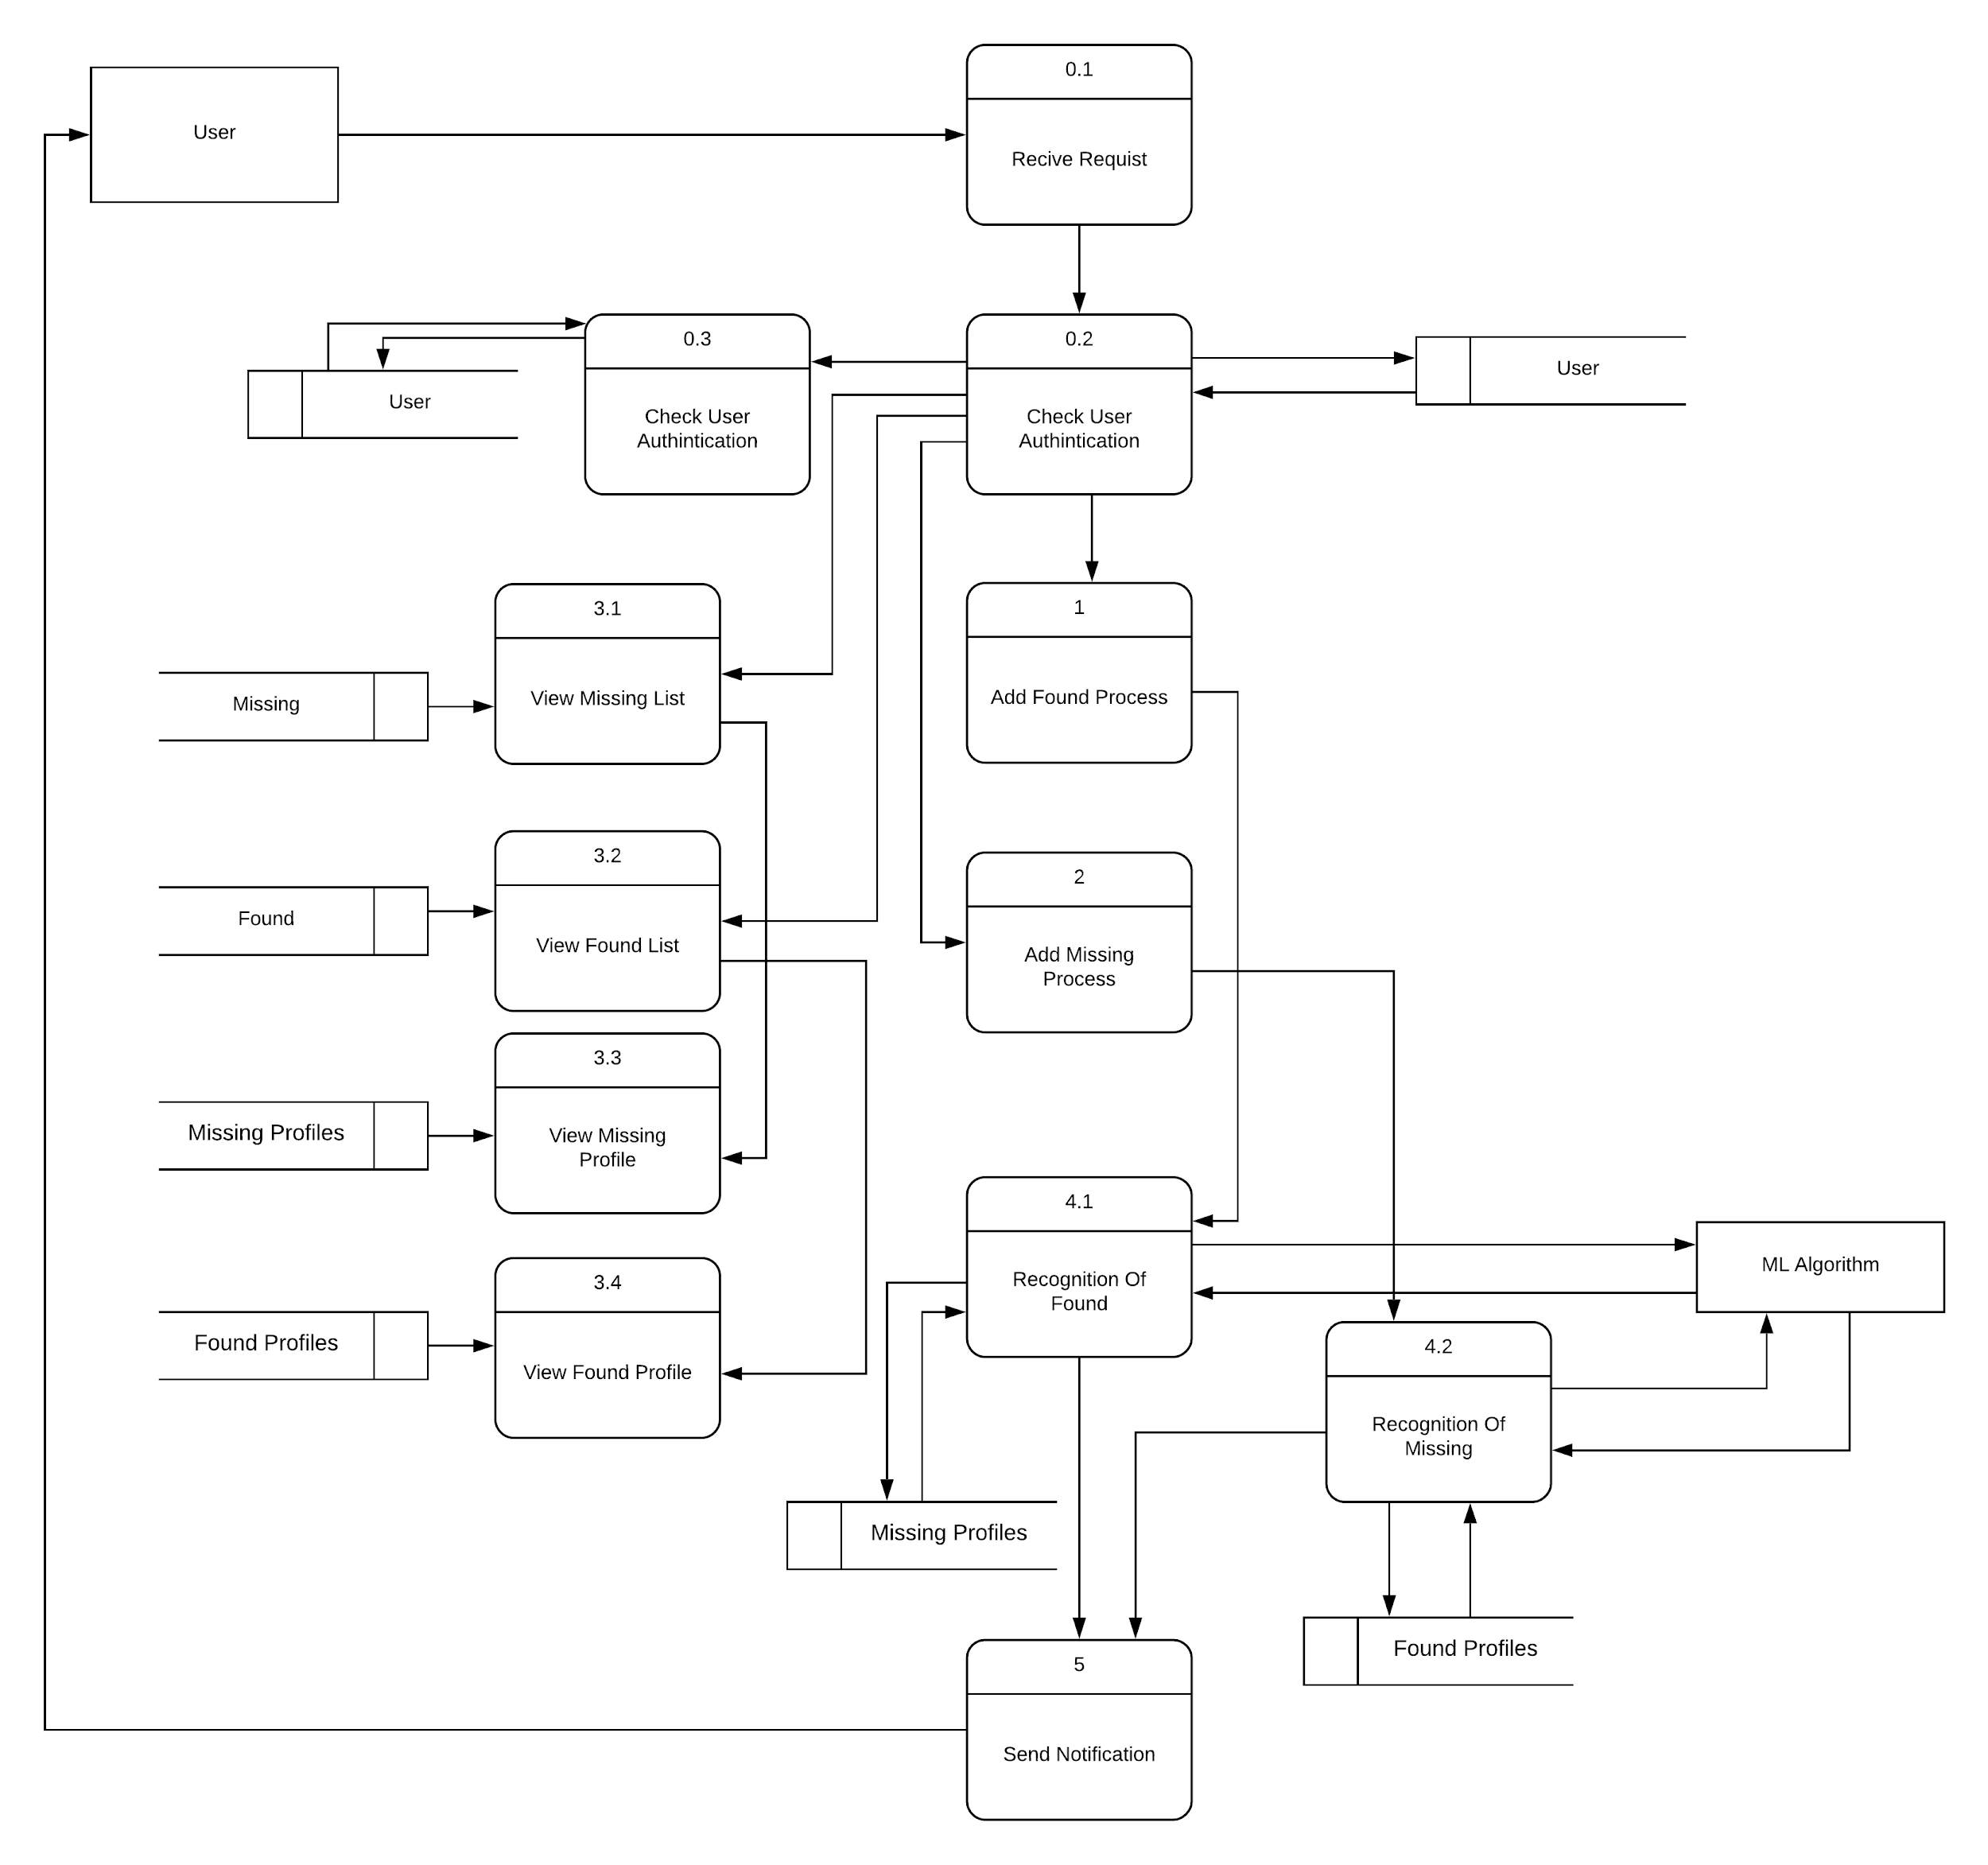 0.1
User
Recive Requist
0.3
0.2
User
User
Check User
Authintication
Check User
Authintication
3.1
1
View Missing List
Add Found Process
Missing
3.2
2
Found
View Found List
Add Missing
Process
3.3
Missing Profiles
View Missing
Profile
4.1
3.4
ML Algorithm
Recognition Of
Found
Found Profiles
4.2
View Found Profile
Recognition Of
Missing
Missing Profiles
Found Profiles
5
Send Notification